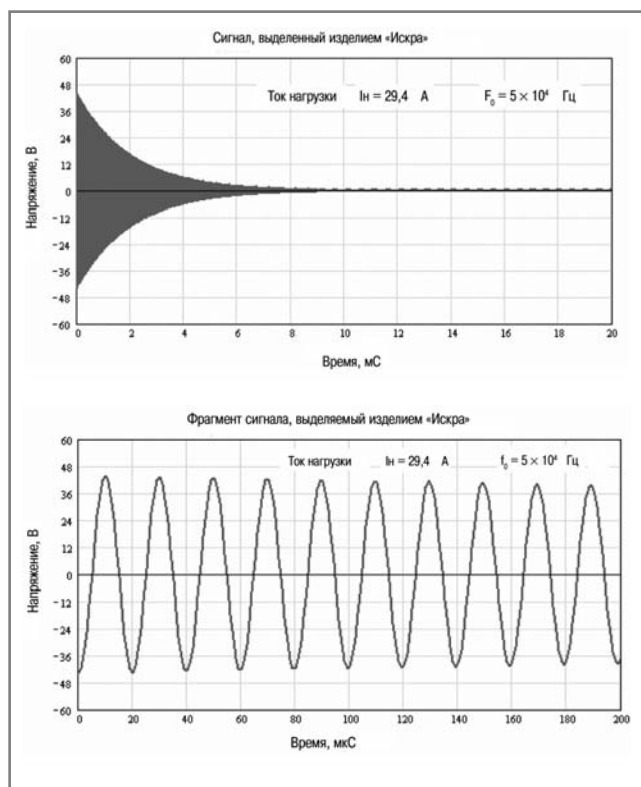 Сигнал, выделенный изделием «Искра»
Ток нагрузки Iн = 29,4 А F₀ = 5 × 10⁴ Гц
Напряжение, В
60
48
36
24
12
0
−12
−24
−36
−48
−60
0 2 4 6 8 10 12 14 16 18 20
Время, мС
Фрагмент сигнала, выделяемый изделием «Искра»
Ток нагрузки Iн = 29,4 А f₀ = 5 × 10⁴ Гц
Напряжение, В
60
48
36
24
12
0
−12
−24
−36
−48
−60
0 20 40 60 80 100 120 140 160 180 200
Время, мкС